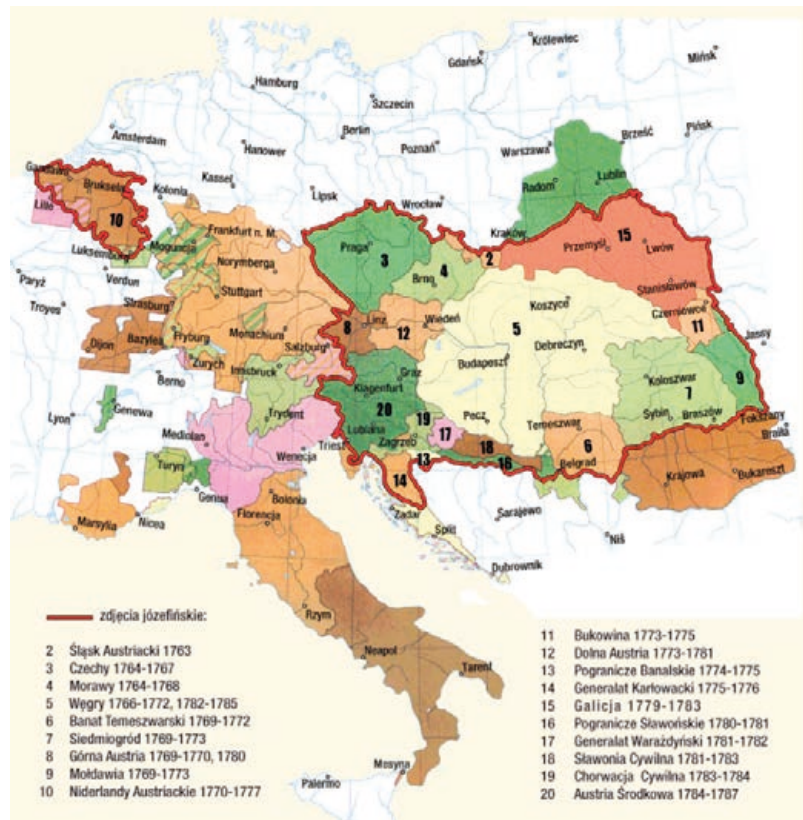 Królewiec
Gdańsk
Mińsk
Hamburg
Szczecin
Amsterdam
Berlin
Pińsk
Hanower
Poznań
Warszawa
Brześć
Gandawa
Kassel
Radom
Lublin
Bruksela
Kolonia
Lipsk
Wrocław
Lille
10
Kraków
Frankfurt n. M.
Moguncja
Praga
3
2
Przemyśl
15
Lwów
Luksemburg
Norymberga
4
Brno
Paryż
Verdun
Stanisławów
Troyes
Strasburg
Stuttgart
Koszyce
Czerniowce
8
Linz
12
Wiedeń
5
11
Dijon
Bazylea
Fryburg
Monachium
Salzburg
Debreczyn
Jassy
Zurych
Budapeszt
Berno
Innsbruck
Graz
Klagenfurt
Koloszwar
7
9
Lyon
Genewa
Trydent
20
Pecz
Sybin
Braszów
Mediolan
Lubiana
19
Temeszwar
Fokszany
Triest
Zagrzeb
17
18
6
Braiła
Turyn
Wenecja
13
16
Belgrad
Genua
14
Krajowa
Bukareszt
Bolonia
Marsylia
Nicea
Florencja
Zadar
Sarajewo
Split
Niš
Dubrownik
Rzym
Neapol
Tarent
Mesyna
Palermo
zdjęcia józefińskie:
2 Śląsk Austriacki 1763
3 Czechy 1764-1767
4 Morawy 1764-1768
5 Węgry 1766-1772, 1782-1785
6 Banat Temeszwarski 1769-1772
7 Siedmiogród 1769-1773
8 Górna Austria 1769-1770, 1780
9 Mołdawia 1769-1773
10 Niderlandy Austriackie 1770-1777
11 Bukowina 1773-1775
12 Dolna Austria 1773-1781
13 Pogranicze Banalskie 1774-1775
14 Generalat Karłowacki 1775-1776
15 Galicja 1779-1783
16 Pogranicze Sławońskie 1780-1781
17 Generalat Warażdyński 1781-1782
18 Sławonia Cywilna 1781-1783
19 Chorwacja Cywilna 1783-1784
20 Austria Środkowa 1784-1787